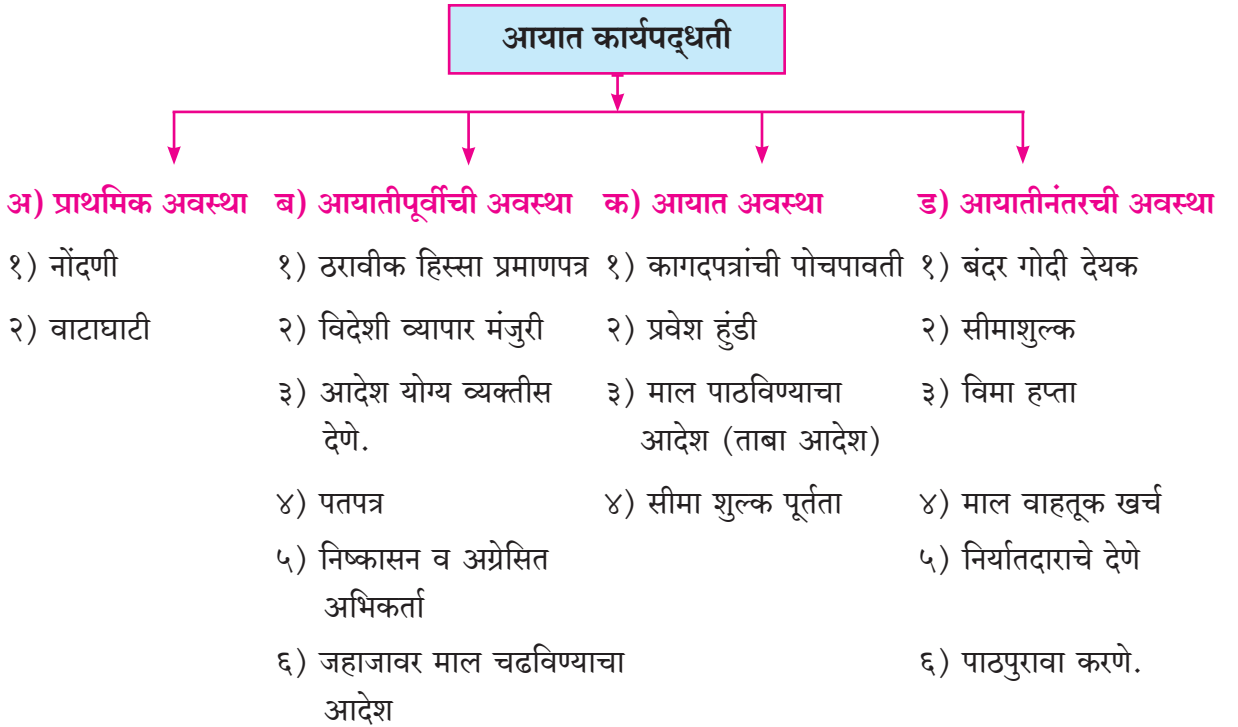 आयात कार्यपद्धती
अ) प्राथमिक अवस्था
१) नोंदणी
२) वाटाघाटी
ब) आयातीपूर्वीची अवस्था
१) ठरावीक हिस्सा प्रमाणपत्र
२) विदेशी व्यापार मंजुरी
३) आदेश योग्य व्यक्तीस
देणे.
४) पतपत्र
५) निष्कासन व अग्रेसित
अभिकर्ता
६) जहाजावर माल चढविण्याचा
आदेश
क) आयात अवस्था
१) कागदपत्रांची पोचपावती
२) प्रवेश हुंडी
३) माल पाठविण्याचा
आदेश (ताबा आदेश)
४) सीमा शुल्क पूर्तता
ड) आयातीनंतरची अवस्था
१) बंदर गोदी देयक
२) सीमाशुल्क
३) विमा हप्ता
४) माल वाहतूक खर्च
५) निर्यातदाराचे देणे
६) पाठपुरावा करणे.